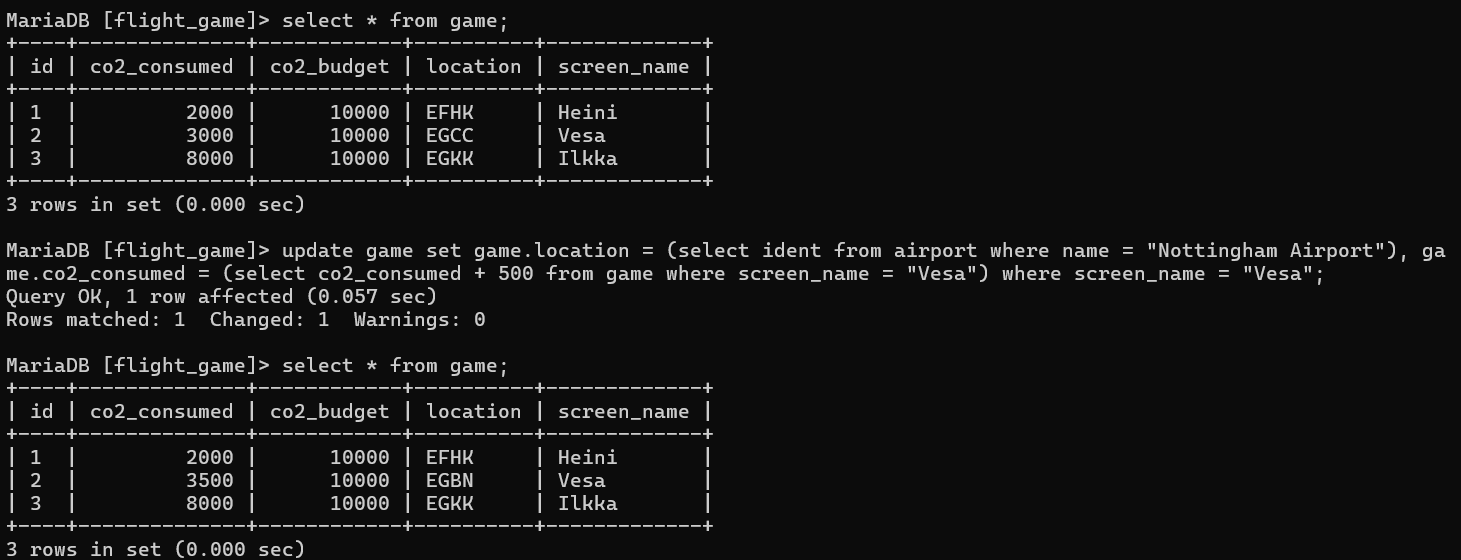 MariaDB [flight_game]> select * from game;
+----+--------------+------------+----------+-------------+
| id | co2_consumed | co2_budget | location | screen_name |
+----+--------------+------------+----------+-------------+
| 1  |         2000 |      10000 | EFHK     | Heini       |
| 2  |         3000 |      10000 | EGCC     | Vesa        |
| 3  |         8000 |      10000 | EGKK     | Ilkka       |
+----+--------------+------------+----------+-------------+
3 rows in set (0.000 sec)
MariaDB [flight_game]> update game set game.location = (select ident from airport where name = "Nottingham Airport"), ga
me.co2_consumed = (select co2_consumed + 500 from game where screen_name = "Vesa") where screen_name = "Vesa";
Query OK, 1 row affected (0.057 sec)
Rows matched: 1  Changed: 1  Warnings: 0
MariaDB [flight_game]> select * from game;
+----+--------------+------------+----------+-------------+
| id | co2_consumed | co2_budget | location | screen_name |
+----+--------------+------------+----------+-------------+
| 1  |         2000 |      10000 | EFHK     | Heini       |
| 2  |         3500 |      10000 | EGBN     | Vesa        |
| 3  |         8000 |      10000 | EGKK     | Ilkka       |
+----+--------------+------------+----------+-------------+
3 rows in set (0.000 sec)